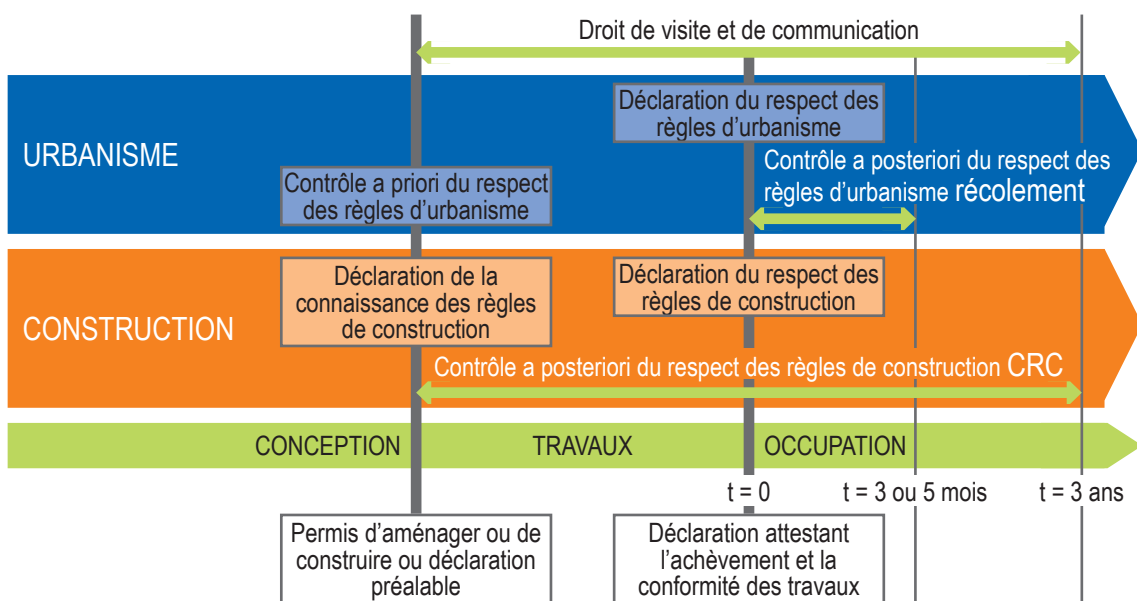 Droit de visite et de communication
Déclaration du respect des
règles d'urbanisme
URBANISME
Contrôle a posteriori du respect des
règles d'urbanisme récolement
Contrôle a priori du respect
des règles d'urbanisme
Déclaration de la
connaissance des règles
de construction
Déclaration du respect des
règles de construction
CONSTRUCTION
Contrôle a posteriori du respect des règles de construction CRC
CONCEPTION
TRAVAUX
OCCUPATION
t = 0
t = 3 ou 5 mois
t = 3 ans
Permis d'aménager ou de
construire ou déclaration
préalable
Déclaration attestant
l'achèvement et la
conformité des travaux